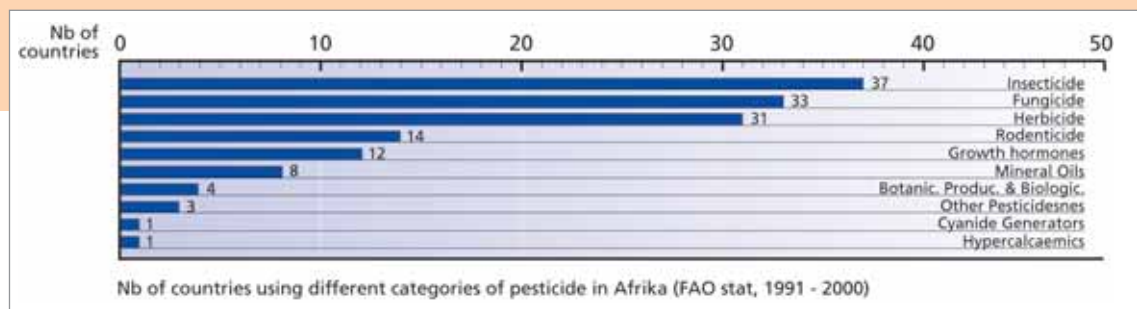 Nb of
countries
0 10 20 30 40 50
37 Insecticide
33 Fungicide
31 Herbicide
14 Rodenticide
12 Growth hormones
8 Mineral Oils
4 Botanic. Produc. & Biologic.
3 Other Pesticidesnes
1 Cyanide Generators
1 Hypercalcaemics
Nb of countries using different categories of pesticide in Afrika (FAO stat, 1991 - 2000)